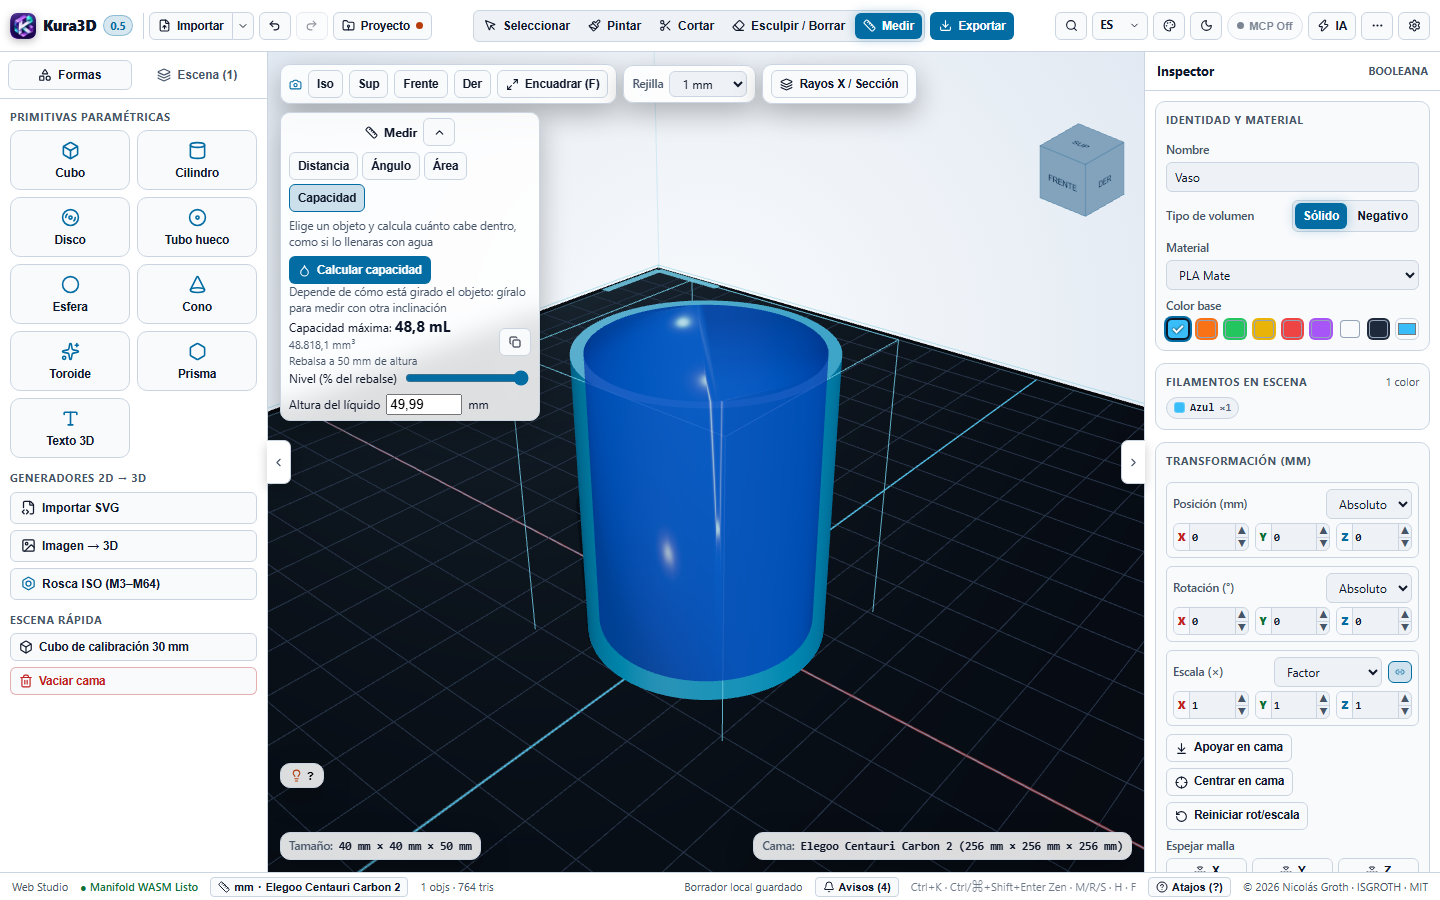 Kura3D 0.5 Importar Proyecto Seleccionar Pintar Cortar Esculpir / Borrar Medir Exportar ES MCP Off IA
Formas Escena (1)
PRIMITIVAS PARAMÉTRICAS
Cubo Cilindro
Disco Tubo hueco
Esfera Cono
Toroide Prisma
Texto 3D
GENERADORES 2D → 3D
Importar SVG
Imagen → 3D
Rosca ISO (M3–M64)
ESCENA RÁPIDA
Cubo de calibración 30 mm
Vaciar cama
Iso Sup Frente Der Encuadrar (F) Rejilla 1 mm Rayos X / Sección
Medir
Distancia Ángulo Área
Capacidad
Elige un objeto y calcula cuánto cabe dentro,
como si lo llenaras con agua
Calcular capacidad
Depende de cómo está girado el objeto: gíralo
para medir con otra inclinación
Capacidad máxima: 48,8 mL
48.818,1 mm³
Rebalsa a 50 mm de altura
Nivel (% del rebalse)
Altura del líquido 49,99 mm
SUP
FRENTE DER
?
Tamaño: 40 mm × 40 mm × 50 mm
Cama: Elegoo Centauri Carbon 2 (256 mm × 256 mm × 256 mm)
Inspector BOOLEANA
IDENTIDAD Y MATERIAL
Nombre
Vaso
Tipo de volumen Sólido Negativo
Material
PLA Mate
Color base
FILAMENTOS EN ESCENA 1 color
Azul ×1
TRANSFORMACIÓN (MM)
Posición (mm) Absoluto
X 0 Y 0 Z 0
Rotación (°) Absoluto
X 0 Y 0 Z 0
Escala (×) Factor
X 1 Y 1 Z 1
Apoyar en cama
Centrar en cama
Reiniciar rot/escala
Espejar malla
X Y Z
Web Studio Manifold WASM Listo mm · Elegoo Centauri Carbon 2 1 objs · 764 tris Borrador local guardado Avisos (4) Ctrl+K · Ctrl/⌘+Shift+Enter Zen · M/R/S · H · F Atajos (?) © 2026 Nicolás Groth · ISGROTH · MIT